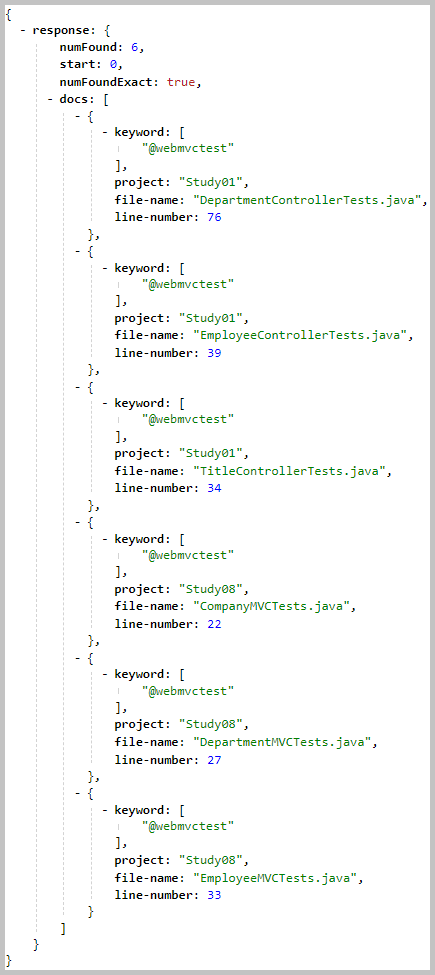 {
- response: {
numFound: 6,
start: 0,
numFoundExact: true,
- docs: [
- {
- keyword: [
"@webmvctest"
],
project: "Study01",
file-name: "DepartmentControllerTests.java",
line-number: 76
},
- {
- keyword: [
"@webmvctest"
],
project: "Study01",
file-name: "EmployeeControllerTests.java",
line-number: 39
},
- {
- keyword: [
"@webmvctest"
],
project: "Study01",
file-name: "TitleControllerTests.java",
line-number: 34
},
- {
- keyword: [
"@webmvctest"
],
project: "Study08",
file-name: "CompanyMVCTests.java",
line-number: 22
},
- {
- keyword: [
"@webmvctest"
],
project: "Study08",
file-name: "DepartmentMVCTests.java",
line-number: 27
},
- {
- keyword: [
"@webmvctest"
],
project: "Study08",
file-name: "EmployeeMVCTests.java",
line-number: 33
}
]
}
}